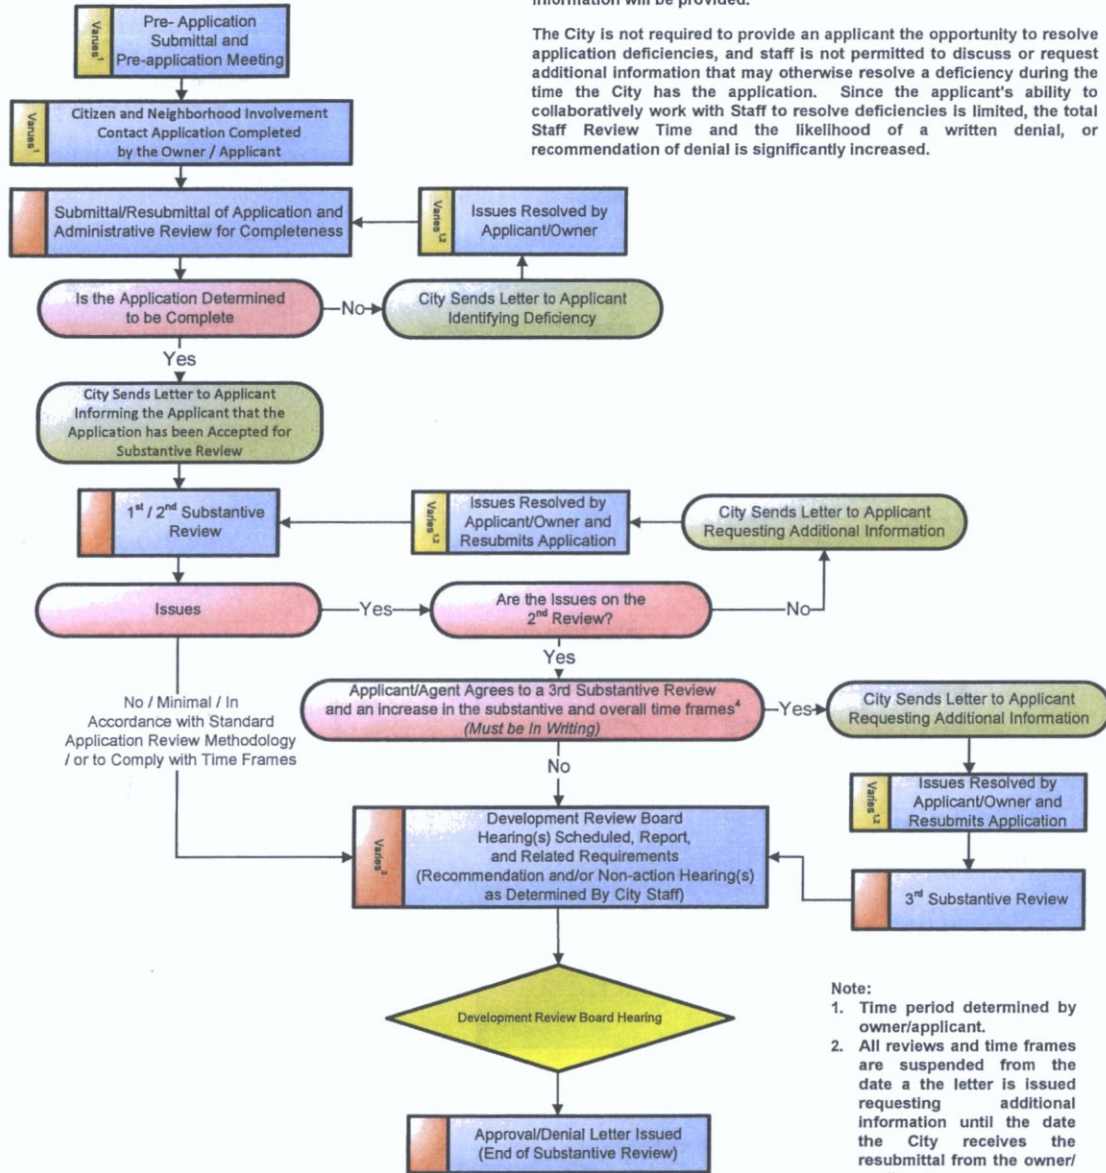 information will be provided.
The City is not required to provide an applicant the opportunity to resolve
application deficiencies, and staff is not permitted to discuss or request
additional information that may otherwise resolve a deficiency during the
time the City has the application. Since the applicant's ability to
collaboratively work with Staff to resolve deficiencies is limited, the total
Staff Review Time and the likelihood of a written denial, or
recommendation of denial is significantly increased.
Varues¹
Pre- Application
Submittal and
Pre-application Meeting
Varues¹
Citizen and Neighborhood Involvement
Contact Application Completed
by the Owner / Applicant
Submittal/Resubmittal of Application and
Administrative Review for Completeness
Varies¹,²
Issues Resolved by
Applicant/Owner
Is the Application Determined
to be Complete
No
City Sends Letter to Applicant
Identifying Deficiency
Yes
City Sends Letter to Applicant
Informing the Applicant that the
Application has been Accepted for
Substantive Review
1st / 2nd Substantive
Review
Varies¹,²
Issues Resolved by
Applicant/Owner and
Resubmits Application
City Sends Letter to Applicant
Requesting Additional Information
Issues
Yes
Are the Issues on the
2nd Review?
No
Yes
No / Minimal / In
Accordance with Standard
Application Review Methodology
/ or to Comply with Time Frames
Applicant/Agent Agrees to a 3rd Substantive Review
and an increase in the substantive and overall time frames⁴
(Must be In Writing)
Yes
City Sends Letter to Applicant
Requesting Additional Information
No
Varies¹,²
Issues Resolved by
Applicant/Owner and
Resubmits Application
Varies³
Development Review Board
Hearing(s) Scheduled, Report,
and Related Requirements
(Recommendation and/or Non-action Hearing(s)
as Determined By City Staff)
3rd Substantive Review
Development Review Board Hearing
Approval/Denial Letter Issued
(End of Substantive Review)
Note:
1. Time period determined by
owner/applicant.
2. All reviews and time frames
are suspended from the
date a the letter is issued
requesting additional
information until the date
the City receives the
resubmittal from the owner/